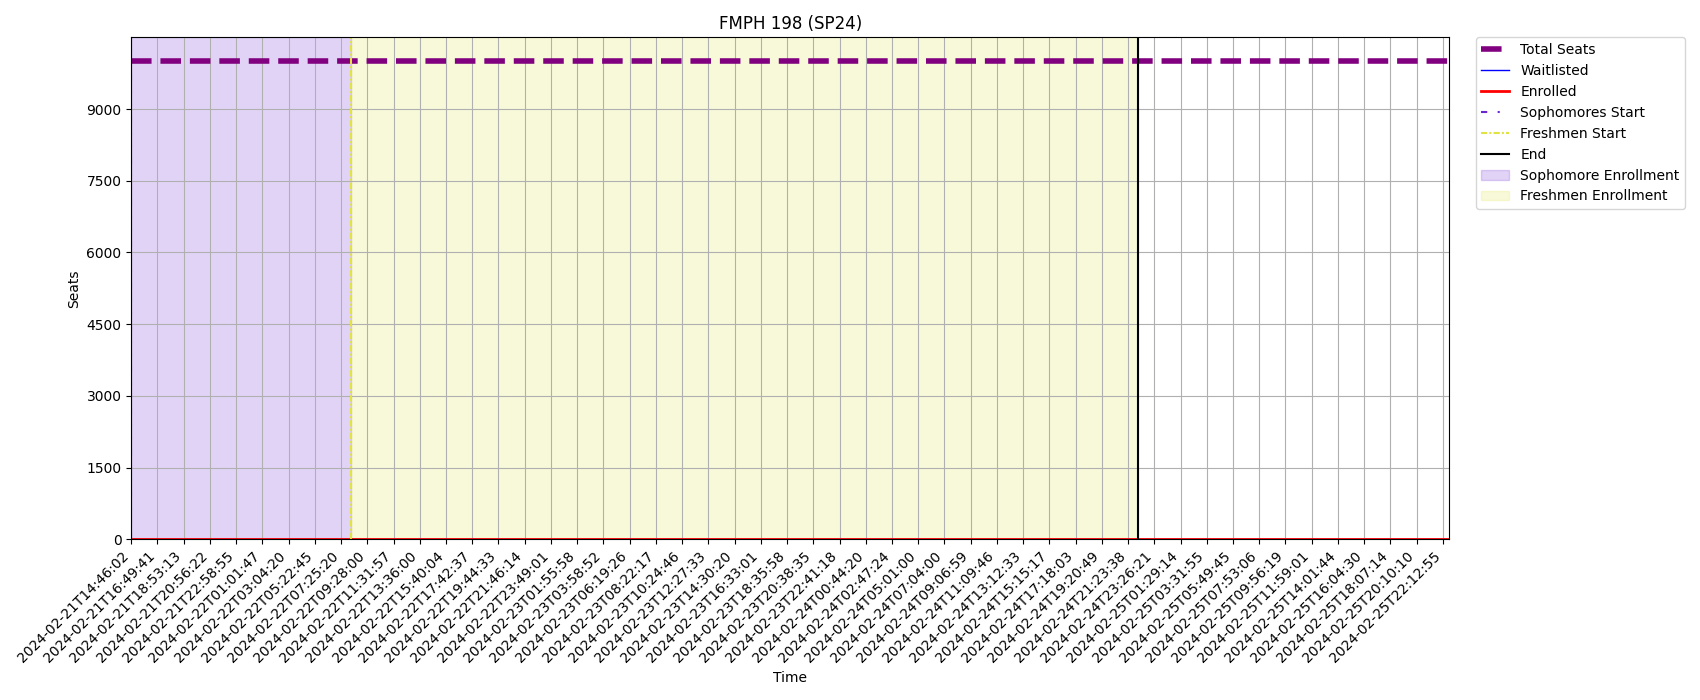 FMPH 198 (SP24)
Total Seats
Waitlisted
Enrolled
Sophomores Start
Freshmen Start
End
Sophomore Enrollment
Freshmen Enrollment
Seats
9000
7500
6000
4500
3000
1500
0
2024-02-21T14:46:02
2024-02-21T16:49:41
2024-02-21T18:53:13
2024-02-21T20:56:22
2024-02-21T22:58:55
2024-02-22T01:01:47
2024-02-22T03:04:20
2024-02-22T05:22:45
2024-02-22T07:25:20
2024-02-22T09:28:00
2024-02-22T11:31:57
2024-02-22T13:36:00
2024-02-22T15:40:04
2024-02-22T17:42:37
2024-02-22T19:44:33
2024-02-22T21:46:14
2024-02-22T23:49:01
2024-02-23T01:55:58
2024-02-23T03:58:52
2024-02-23T06:19:26
2024-02-23T08:22:17
2024-02-23T10:24:46
2024-02-23T12:27:33
2024-02-23T14:30:20
2024-02-23T16:33:01
2024-02-23T18:35:58
2024-02-23T20:38:35
2024-02-23T22:41:18
2024-02-24T00:44:20
2024-02-24T02:47:24
2024-02-24T05:01:00
2024-02-24T07:04:00
2024-02-24T09:06:59
2024-02-24T11:09:46
2024-02-24T13:12:33
2024-02-24T15:15:17
2024-02-24T17:18:03
2024-02-24T19:20:49
2024-02-24T21:23:38
2024-02-24T23:26:21
2024-02-25T01:29:14
2024-02-25T03:31:55
2024-02-25T05:49:45
2024-02-25T07:53:06
2024-02-25T09:56:19
2024-02-25T11:59:01
2024-02-25T14:01:44
2024-02-25T16:04:30
2024-02-25T18:07:14
2024-02-25T20:10:10
2024-02-25T22:12:55
Time